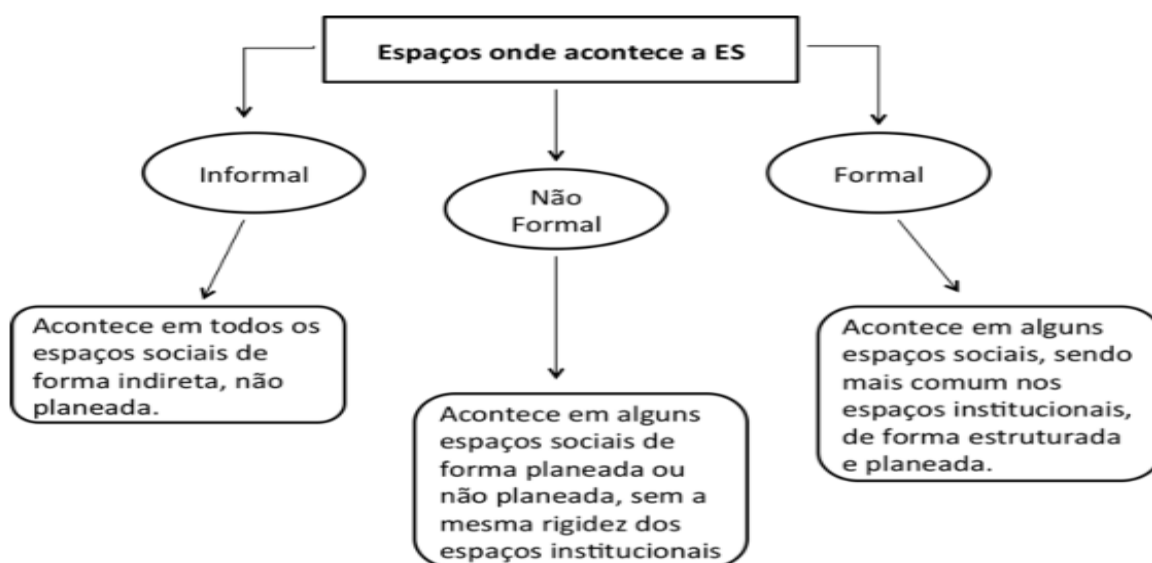 Espaços onde acontece a ES
Informal
Não
Formal
Formal
Acontece em todos os
espaços sociais de
forma indireta, não
planeada.
Acontece em alguns
espaços sociais de
forma planeada ou
não planeada, sem a
mesma rigidez dos
espaços institucionais
Acontece em alguns
espaços sociais, sendo
mais comum nos
espaços institucionais,
de forma estruturada
e planeada.